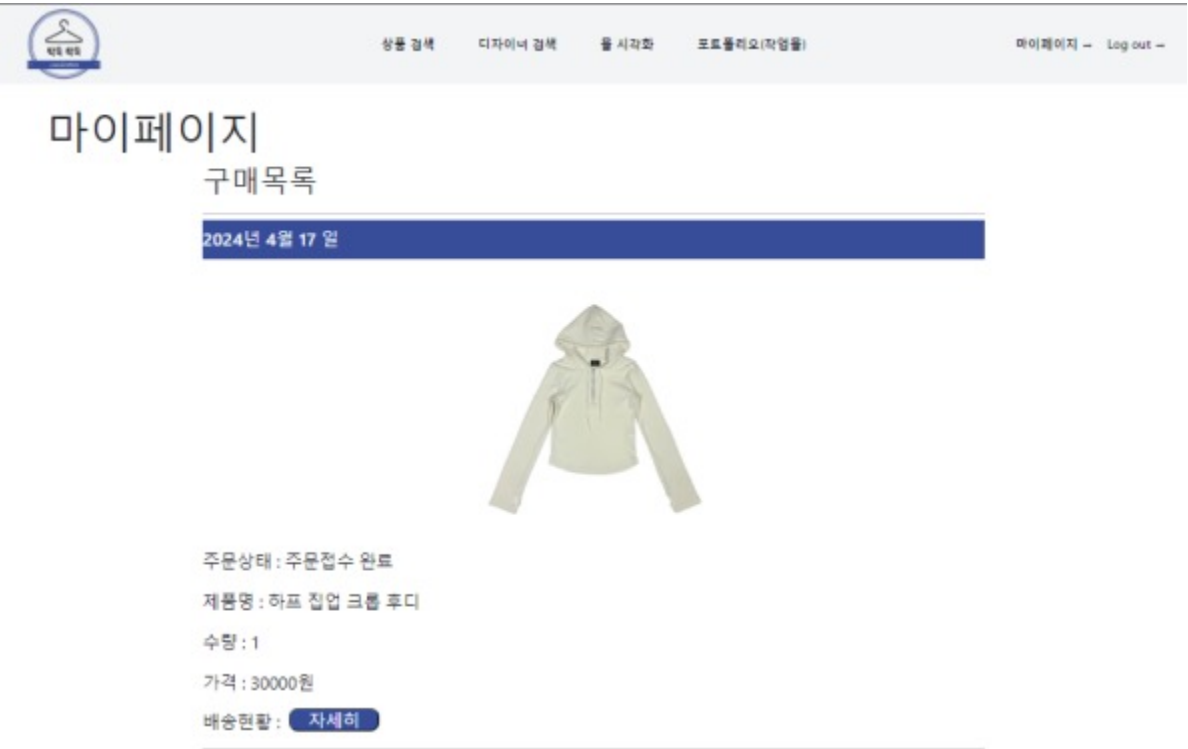 상품 검색 디자이너 검색 몰 시각화 포트폴리오(작업물) 마이페이지 → Log out →
마이페이지
구매목록
2024년 4월 17 일
주문상태 : 주문접수 완료
제품명 : 하프 집업 크롭 후디
수량 : 1
가격 : 30000원
배송현황 : 자세히